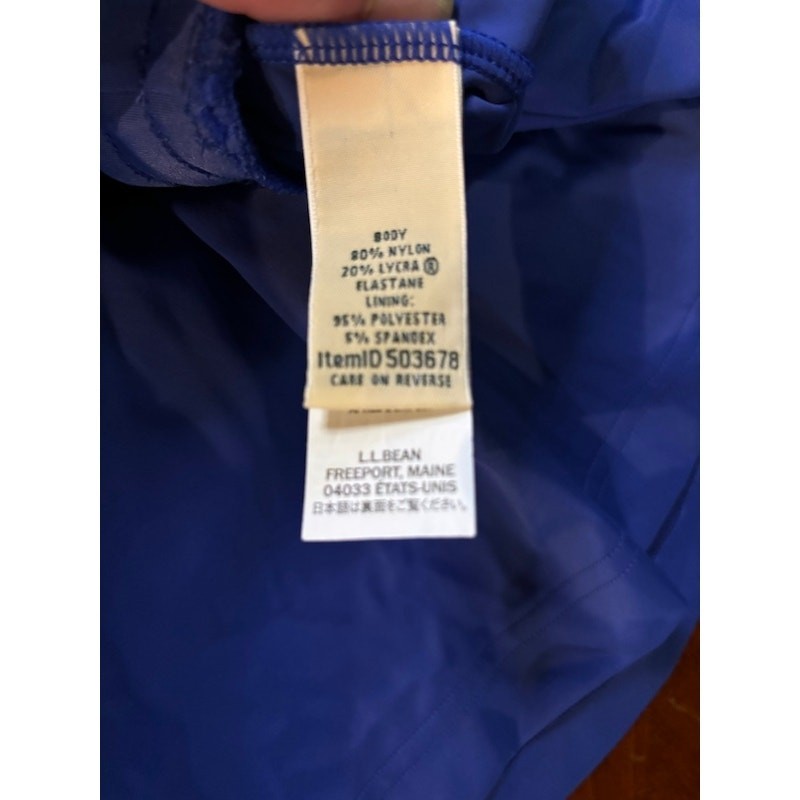 BODY
80% NYLON
20% LYCRA ®
ELASTANE
LINING:
95% POLYESTER
5% SPANDEX
ItemID 503678
CARE ON REVERSE
L.L.BEAN
FREEPORT, MAINE
04033 ÉTATS-UNIS
日本語は裏面をご覧ください。